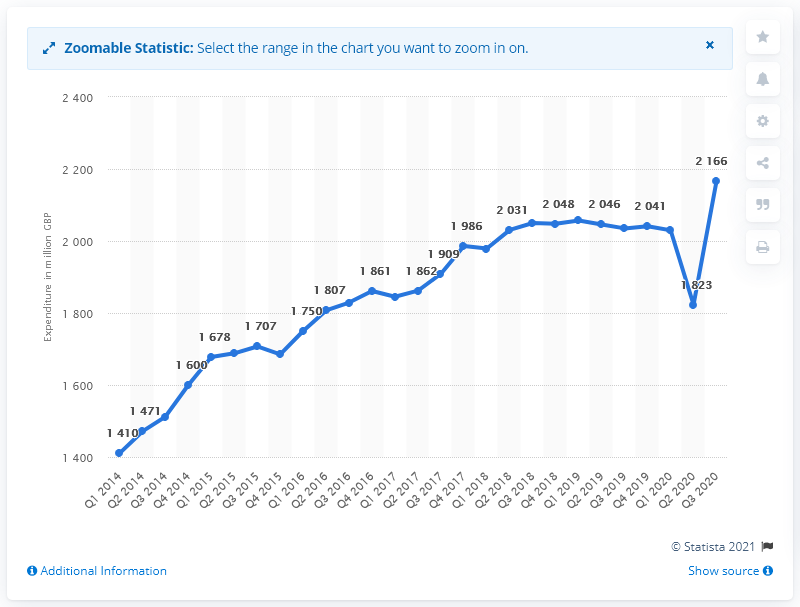 Zoomable Statistic: Select the range in the chart you want to zoom in on.
2 400
2 200
2 000
1 800
1 600
1 400
Expenditure in million GBP
1 410
1 471
1 600
1 678
1 707
1 750
1 807
1 861
1 862
1 909
1 986
2 031
2 048
2 046
2 041
1 823
2 166
Q1 2014
Q2 2014
Q3 2014
Q4 2014
Q1 2015
Q2 2015
Q3 2015
Q4 2015
Q1 2016
Q2 2016
Q3 2016
Q4 2016
Q1 2017
Q2 2017
Q3 2017
Q4 2017
Q1 2018
Q2 2018
Q3 2018
Q4 2018
Q1 2019
Q2 2019
Q3 2019
Q4 2019
Q1 2020
Q2 2020
Q3 2020
© Statista 2021
Additional Information
Show source